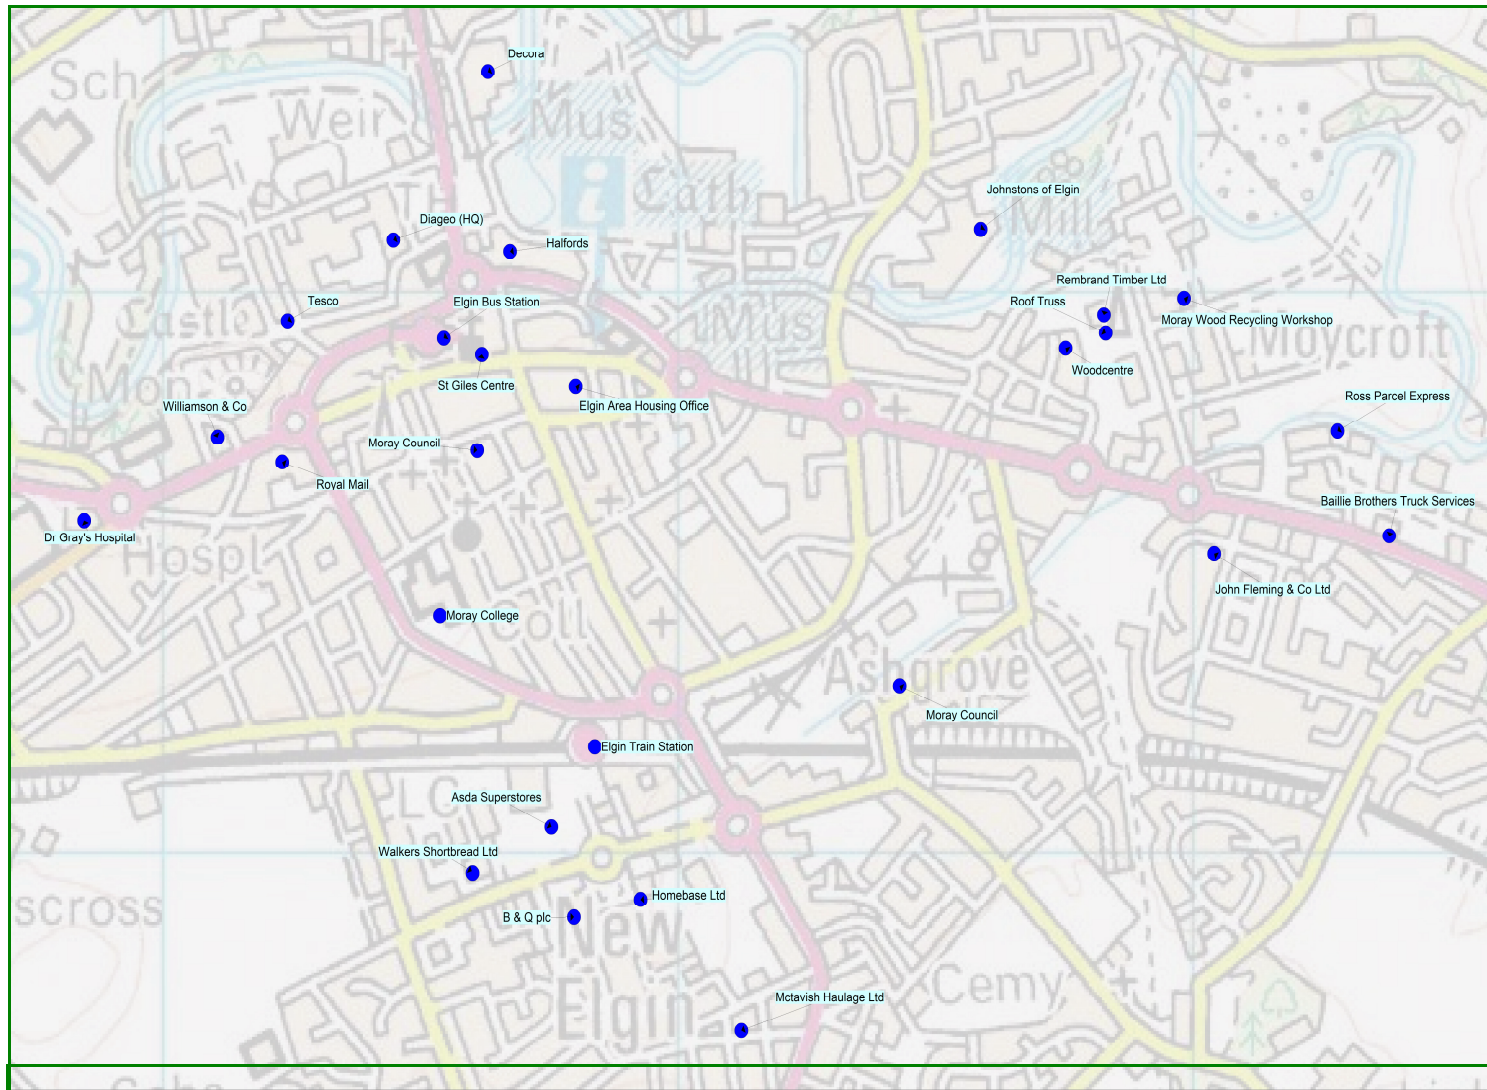 Decora
Sch
Weir
Mus
Cath
Johnstons of Elgin
Mill
Diageo (HQ)
Halfords
Rembrand Timber Ltd
Tesco
Elgin Bus Station
Roof Truss
Moray Wood Recycling Workshop
Castle
Moycroft
Woodcentre
St Giles Centre
Mon
Ross Parcel Express
Williamson & Co
Elgin Area Housing Office
Moray Council
Royal Mail
Baillie Brothers Truck Services
Dr Gray's Hospital
Hospl
John Fleming & Co Ltd
Moray College
Coll
Ashgrove
Moray Council
Elgin Train Station
LC
Asda Superstores
Walkers Shortbread Ltd
Homebase Ltd
scross
B & Q plc
New
Elgin
Cemy
Mctavish Haulage Ltd